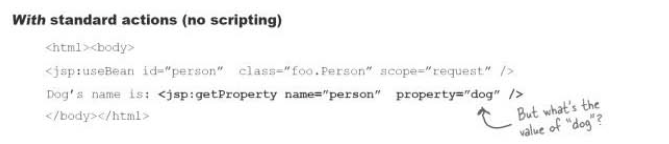 With standard actions (no scripting)
<html><body>
<jsp:useBean id="person" class="foo.Person" scope="request" />
Dog's name is: <jsp:getProperty name="person" property="dog" />
</body></html>
But what's the
value of "dog"?